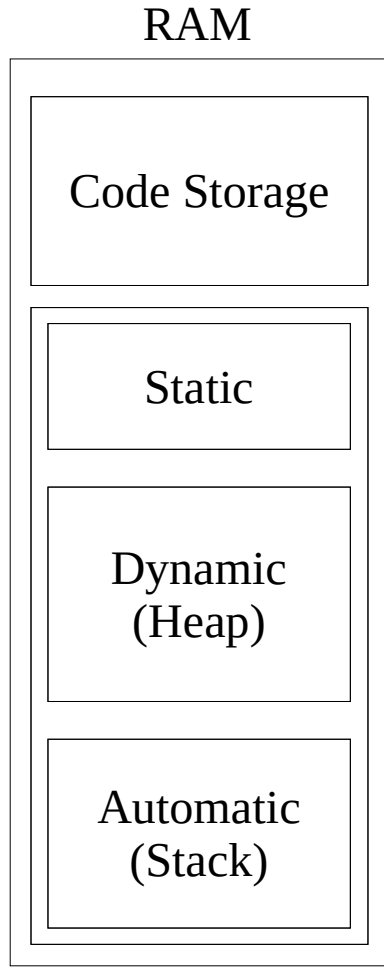 RAM
Code Storage
Static
Dynamic
(Heap)
Automatic
(Stack)